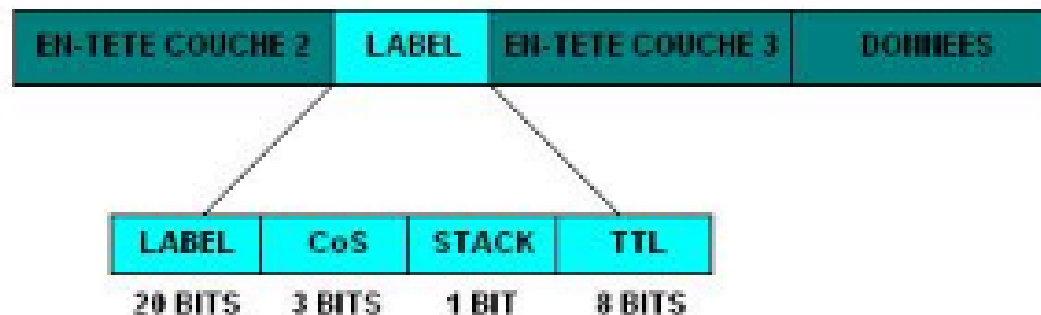 EN-TETE COUCHE 2 LABEL EN-TETE COUCHE 3 DONNEES
LABEL CoS STACK TTL
20 BITS 3 BITS 1 BIT 8 BITS